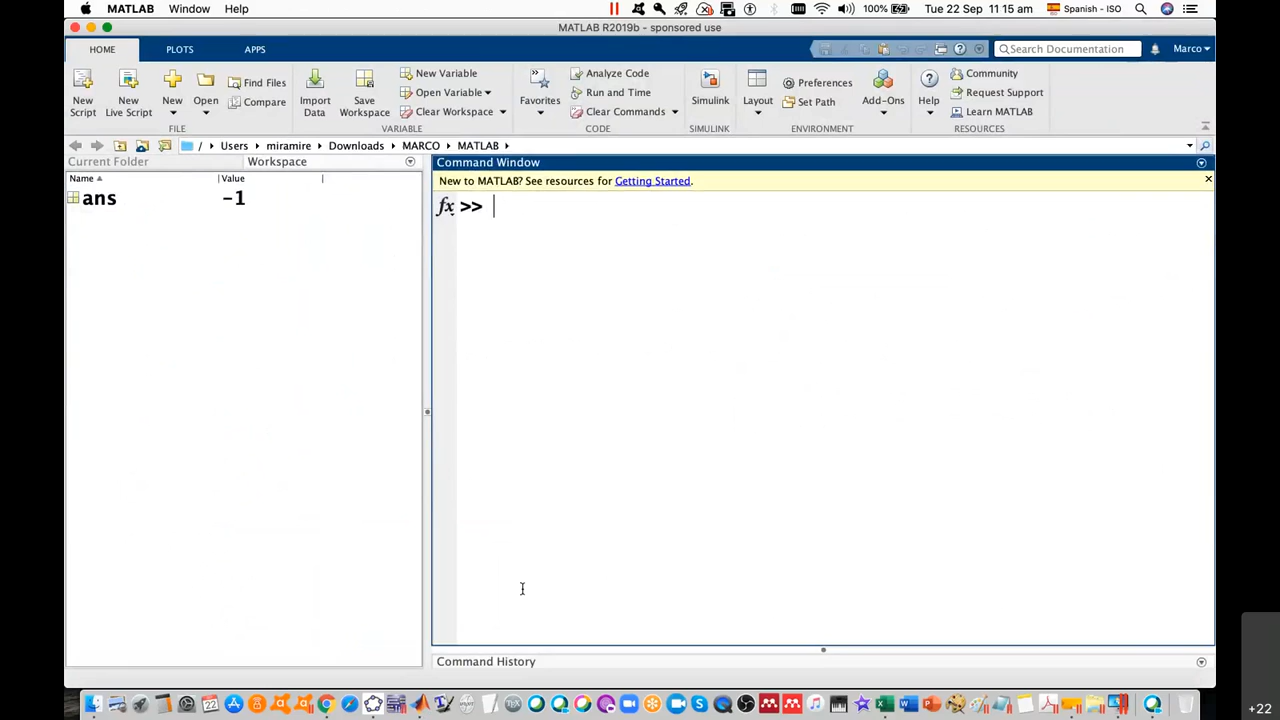 MATLAB Window Help 100% Tue 22 Sep 11:15 am Spanish - ISO
MATLAB R2019b - sponsored use
HOME PLOTS APPS Search Documentation Marco
New Script
New Live Script
New
Open
Find Files
Compare
FILE
Import Data
Save Workspace
New Variable
Open Variable
Clear Workspace
VARIABLE
Favorites
Analyze Code
Run and Time
Clear Commands
CODE
Simulink
SIMULINK
Layout
Preferences
Set Path
Add-Ons
ENVIRONMENT
Help
Community
Request Support
Learn MATLAB
RESOURCES
/ Users miramire Downloads MARCO MATLAB
Current Folder Workspace
Name Value
ans -1
Command Window
New to MATLAB? See resources for Getting Started.
fx >>
Command History
22
+22